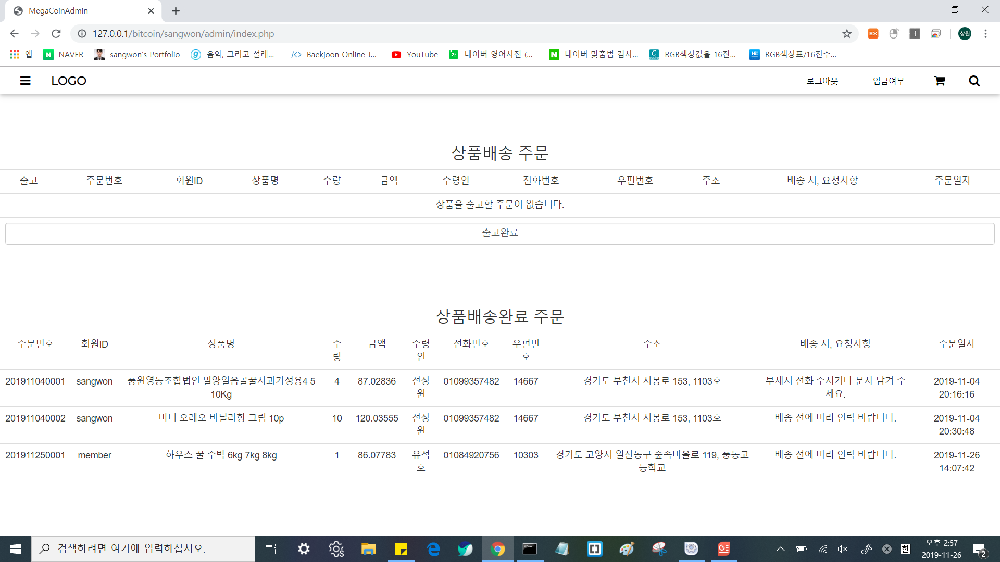 MegaCoinAdmin
127.0.0.1/bitcoin/sangwon/admin/index.php
EX
I
상원
앱
NAVER
sangwon's Portfolio
음악, 그리고 설레...
Baekjoon Online J...
YouTube
네이버 영어사전 (...
네이버 맞춤법 검사...
RGB색상값을 16진...
RGB색상표/16진수...
LOGO
로그아웃
입금여부
상품배송 주문
출고 주문번호 회원ID 상품명 수량 금액 수령인 전화번호 우편번호 주소 배송 시, 요청사항 주문일자
상품을 출고할 주문이 없습니다.
출고완료
상품배송완료 주문
주문번호 회원ID 상품명 수 금액 수령 전화번호 우편번 주소 배송 시, 요청사항 주문일자
량 인 호
201911040001 sangwon 풍원영농조합법인 밀양얼음골꿀사과가정용4 5 4 87.02836 선상 01099357482 14667 경기도 부천시 지봉로 153, 1103호 부재시 전화 주시거나 문자 남겨 주 2019-11-04
10Kg 원 세요. 20:16:16
201911040002 sangwon 미니 오레오 바닐라향 크림 10p 10 120.03555 선상 01099357482 14667 경기도 부천시 지봉로 153, 1103호 배송 전에 미리 연락 바랍니다. 2019-11-04
원 20:30:48
201911250001 member 하우스 꿀 수박 6kg 7kg 8kg 1 86.07783 유석 01084920756 10303 경기도 고양시 일산동구 숲속마을로 119, 풍동고 배송 전에 미리 연락 바랍니다. 2019-11-26
호 등학교 14:07:42
검색하려면 여기에 입력하십시오.
한
오후 2:57
2019-11-26
2